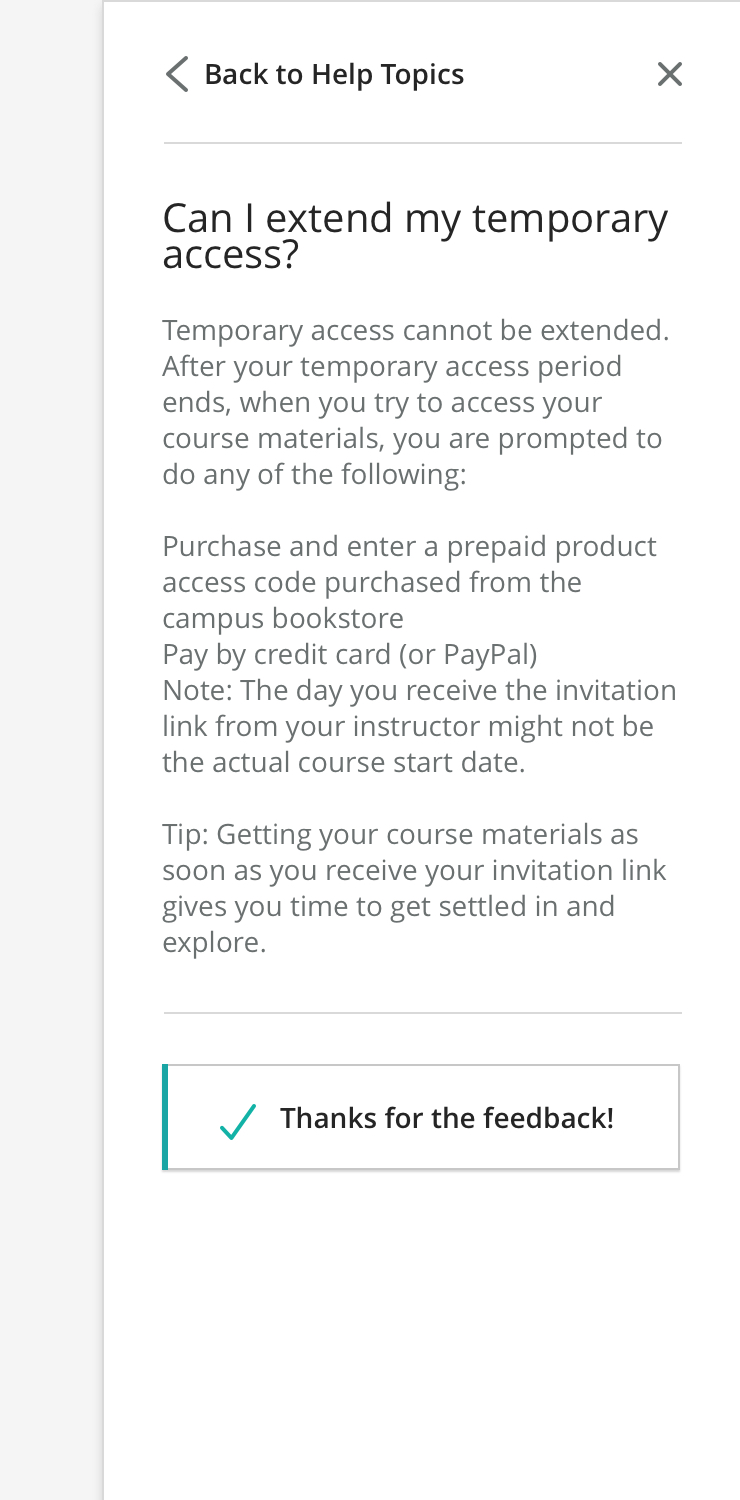 Back to Help Topics
Can I extend my temporary
access?
Temporary access cannot be extended.
After your temporary access period
ends, when you try to access your
course materials, you are prompted to
do any of the following:
Purchase and enter a prepaid product
access code purchased from the
campus bookstore
Pay by credit card (or PayPal)
Note: The day you receive the invitation
link from your instructor might not be
the actual course start date.
Tip: Getting your course materials as
soon as you receive your invitation link
gives you time to get settled in and
explore.
Thanks for the feedback!